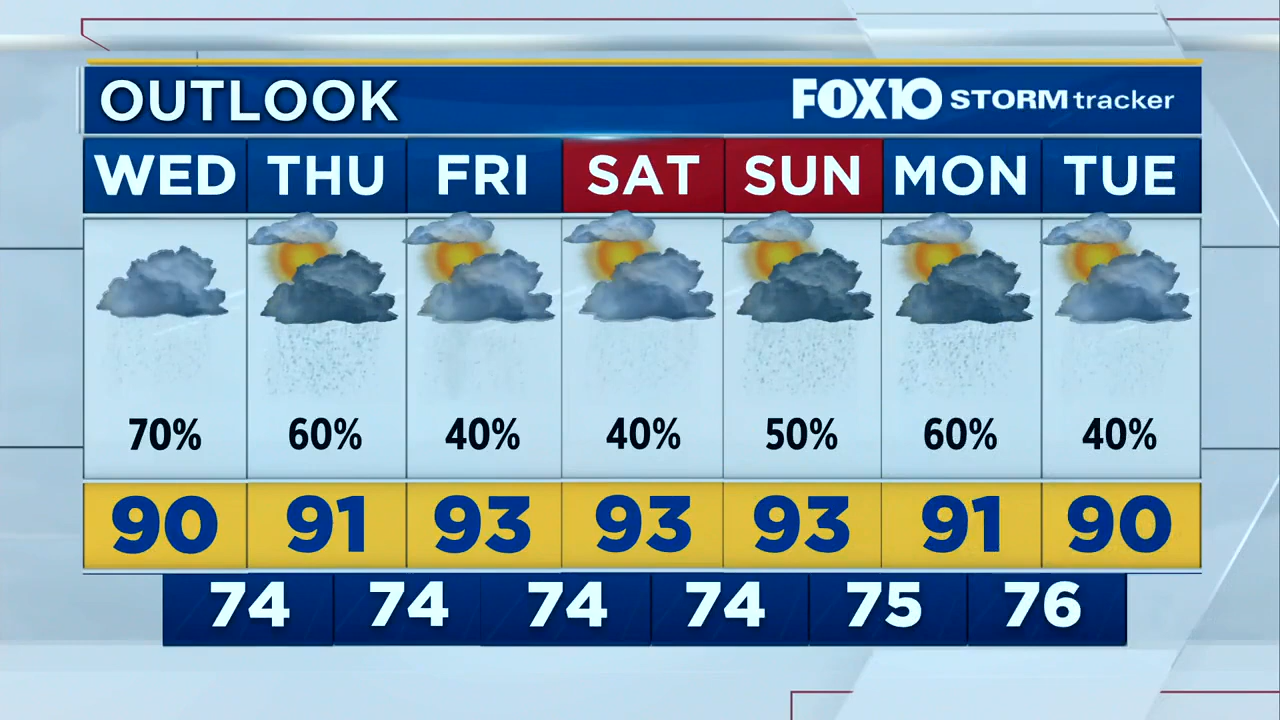 OUTLOOK FOX10 STORM tracker
WED THU FRI SAT SUN MON TUE
70% 60% 40% 40% 50% 60% 40%
90 91 93 93 93 91 90
74 74 74 74 75 76